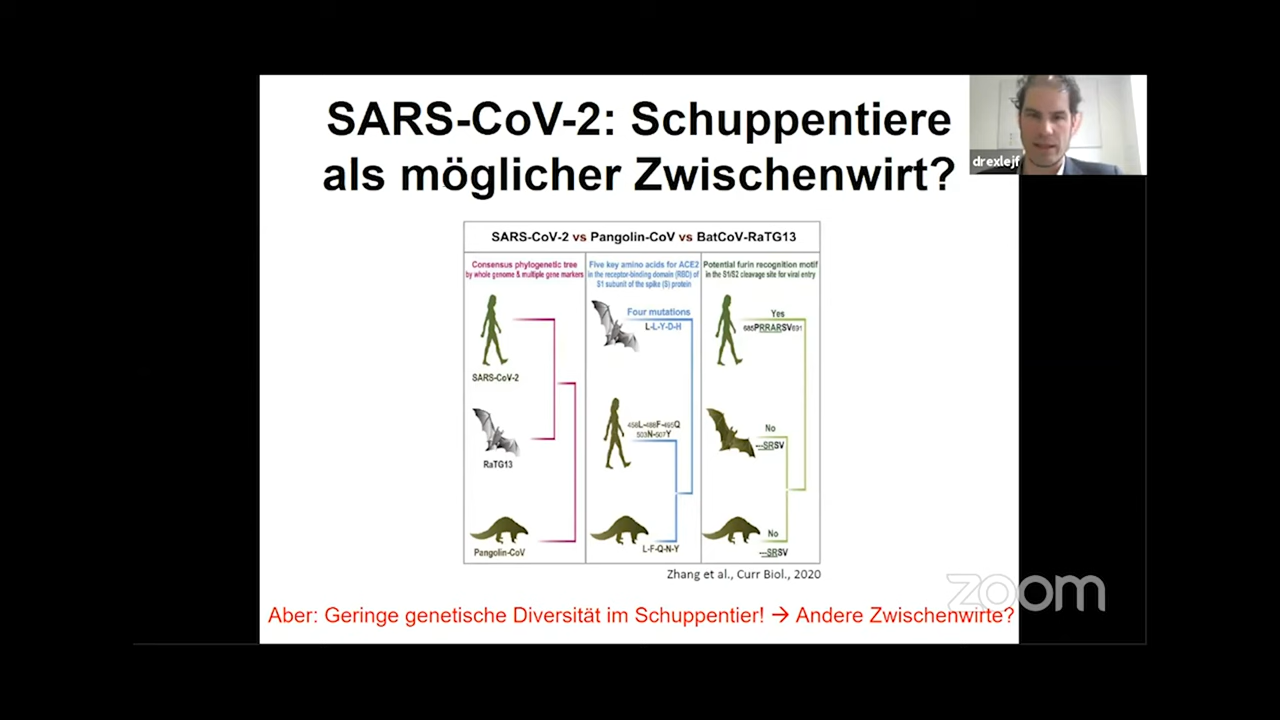 SARS-CoV-2: Schuppentiere
als möglicher Zwischenwirt?
drexlejf
SARS-CoV-2 vs Pangolin-CoV vs BatCoV-RaTG13
Consensus phylogenetic tree
by whole genome & multiple gene markers
SARS-CoV-2
RaTG13
Pangolin-CoV
Five key amino acids for ACE2
in the receptor-binding domain (RBD) of
S1 subunit of the spike (S) protein
Four mutations
L-L-Y-D-H
L-F-Q-N-Y
Potential furin recognition motif
in the S1/S2 cleavage site for viral entry
Yes
No
---SRSV
No
---SRSV
Zhang et al., Curr Biol., 2020
zoom
Aber: Geringe genetische Diversität im Schuppentier! → Andere Zwischenwirte?